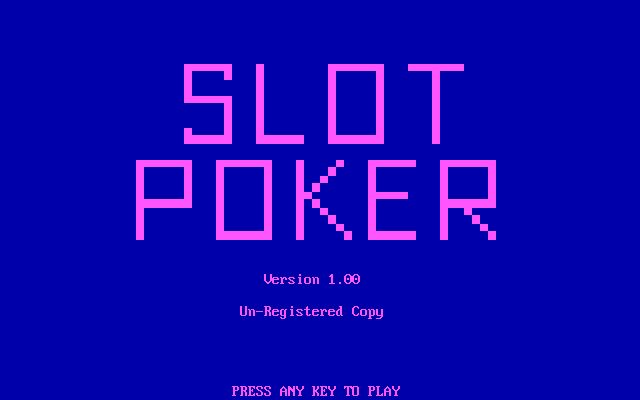 SLOT
POKER
Version 1.00
Un-Registered Copy
PRESS ANY KEY TO PLAY